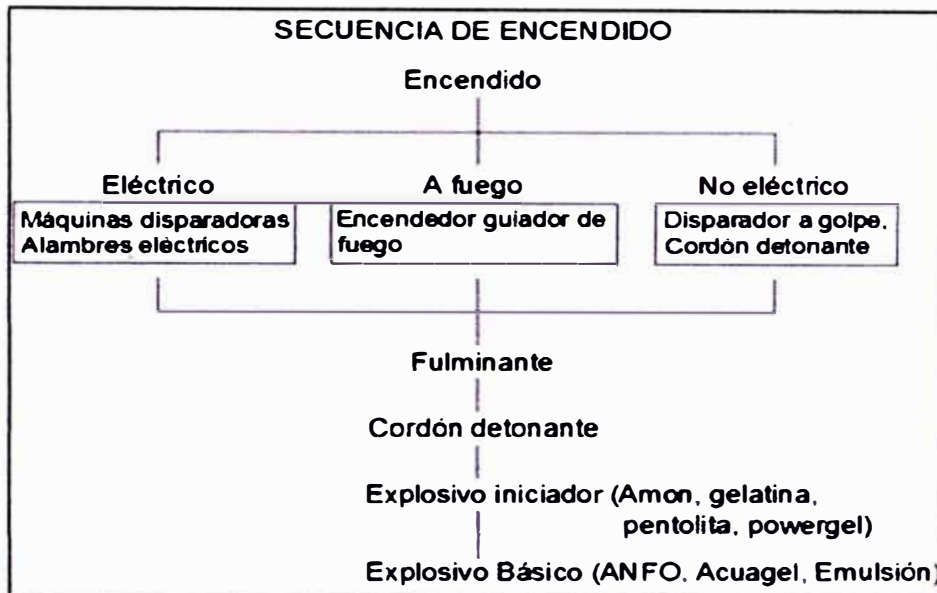 SECUENCIA DE ENCENDIDO
Encendido
Eléctrico
Máquinas disparadoras
Alambres eléctricos
A fuego
Encendedor guiador de
fuego
No eléctrico
Disparador a golpe.
Cordón detonante
Fulminante
Cordón detonante
Explosivo iniciador (Amon, gelatina,
pentolita, powergel)
Explosivo Básico (ANFO. Acuagel, Emulsión)